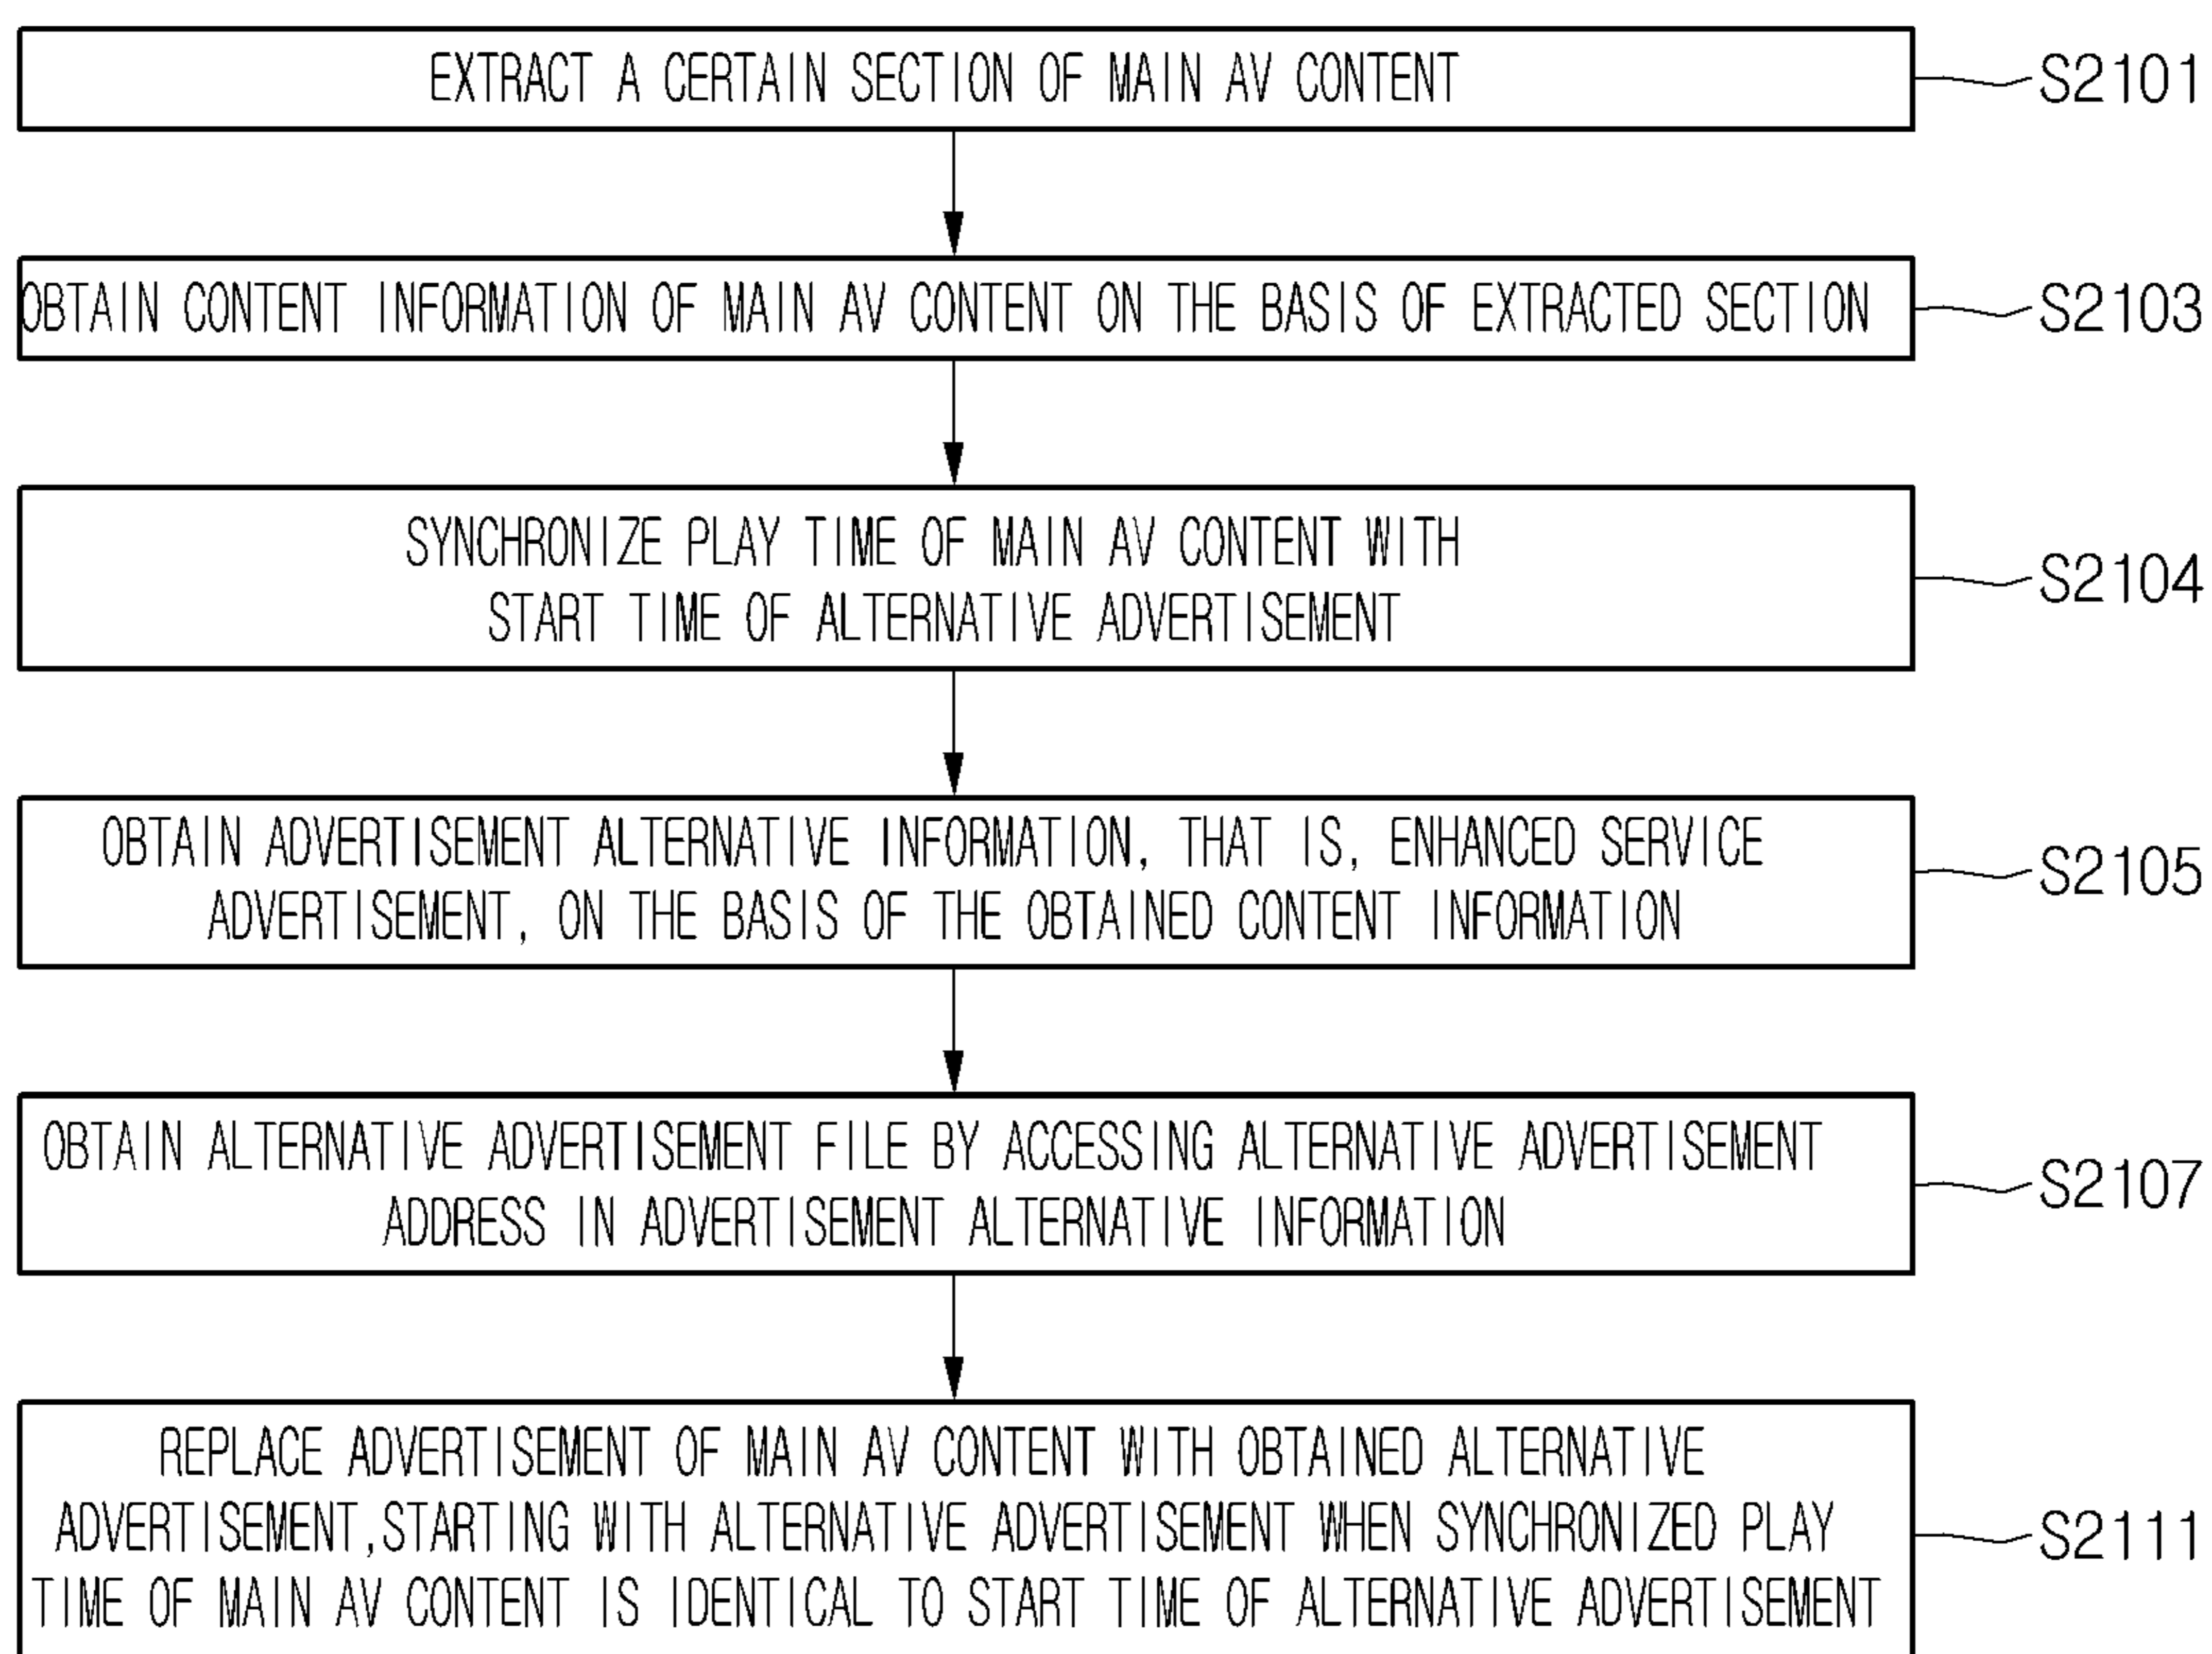 EXTRACT A CERTAIN SECTION OF MAIN AV CONTENT
S2101
OBTAIN CONTENT INFORMATION OF MAIN AV CONTENT ON THE BASIS OF EXTRACTED SECTION
S2103
SYNCHRONIZE PLAY TIME OF MAIN AV CONTENT WITH
START TIME OF ALTERNATIVE ADVERTISEMENT
S2104
OBTAIN ADVERTISEMENT ALTERNATIVE INFORMATION, THAT IS, ENHANCED SERVICE
ADVERTISEMENT, ON THE BASIS OF THE OBTAINED CONTENT INFORMATION
S2105
OBTAIN ALTERNATIVE ADVERTISEMENT FILE BY ACCESSING ALTERNATIVE ADVERTISEMENT
ADDRESS IN ADVERTISEMENT ALTERNATIVE INFORMATION
S2107
REPLACE ADVERTISEMENT OF MAIN AV CONTENT WITH OBTAINED ALTERNATIVE
ADVERTISEMENT,STARTING WITH ALTERNATIVE ADVERTISEMENT WHEN SYNCHRONIZED PLAY
TIME OF MAIN AV CONTENT IS IDENTICAL TO START TIME OF ALTERNATIVE ADVERTISEMENT
S2111